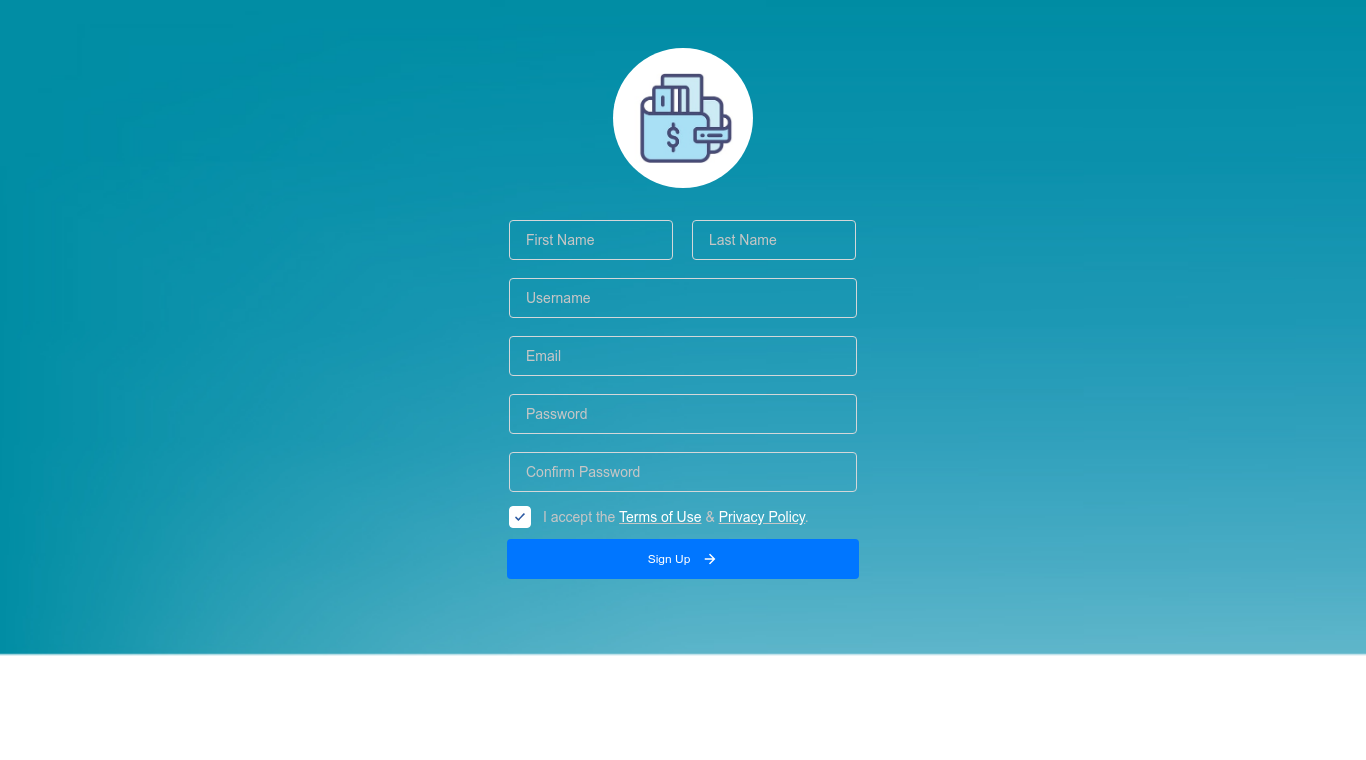 $
First Name Last Name
Username
Email
Password
Confirm Password
I accept the Terms of Use & Privacy Policy.
Sign Up